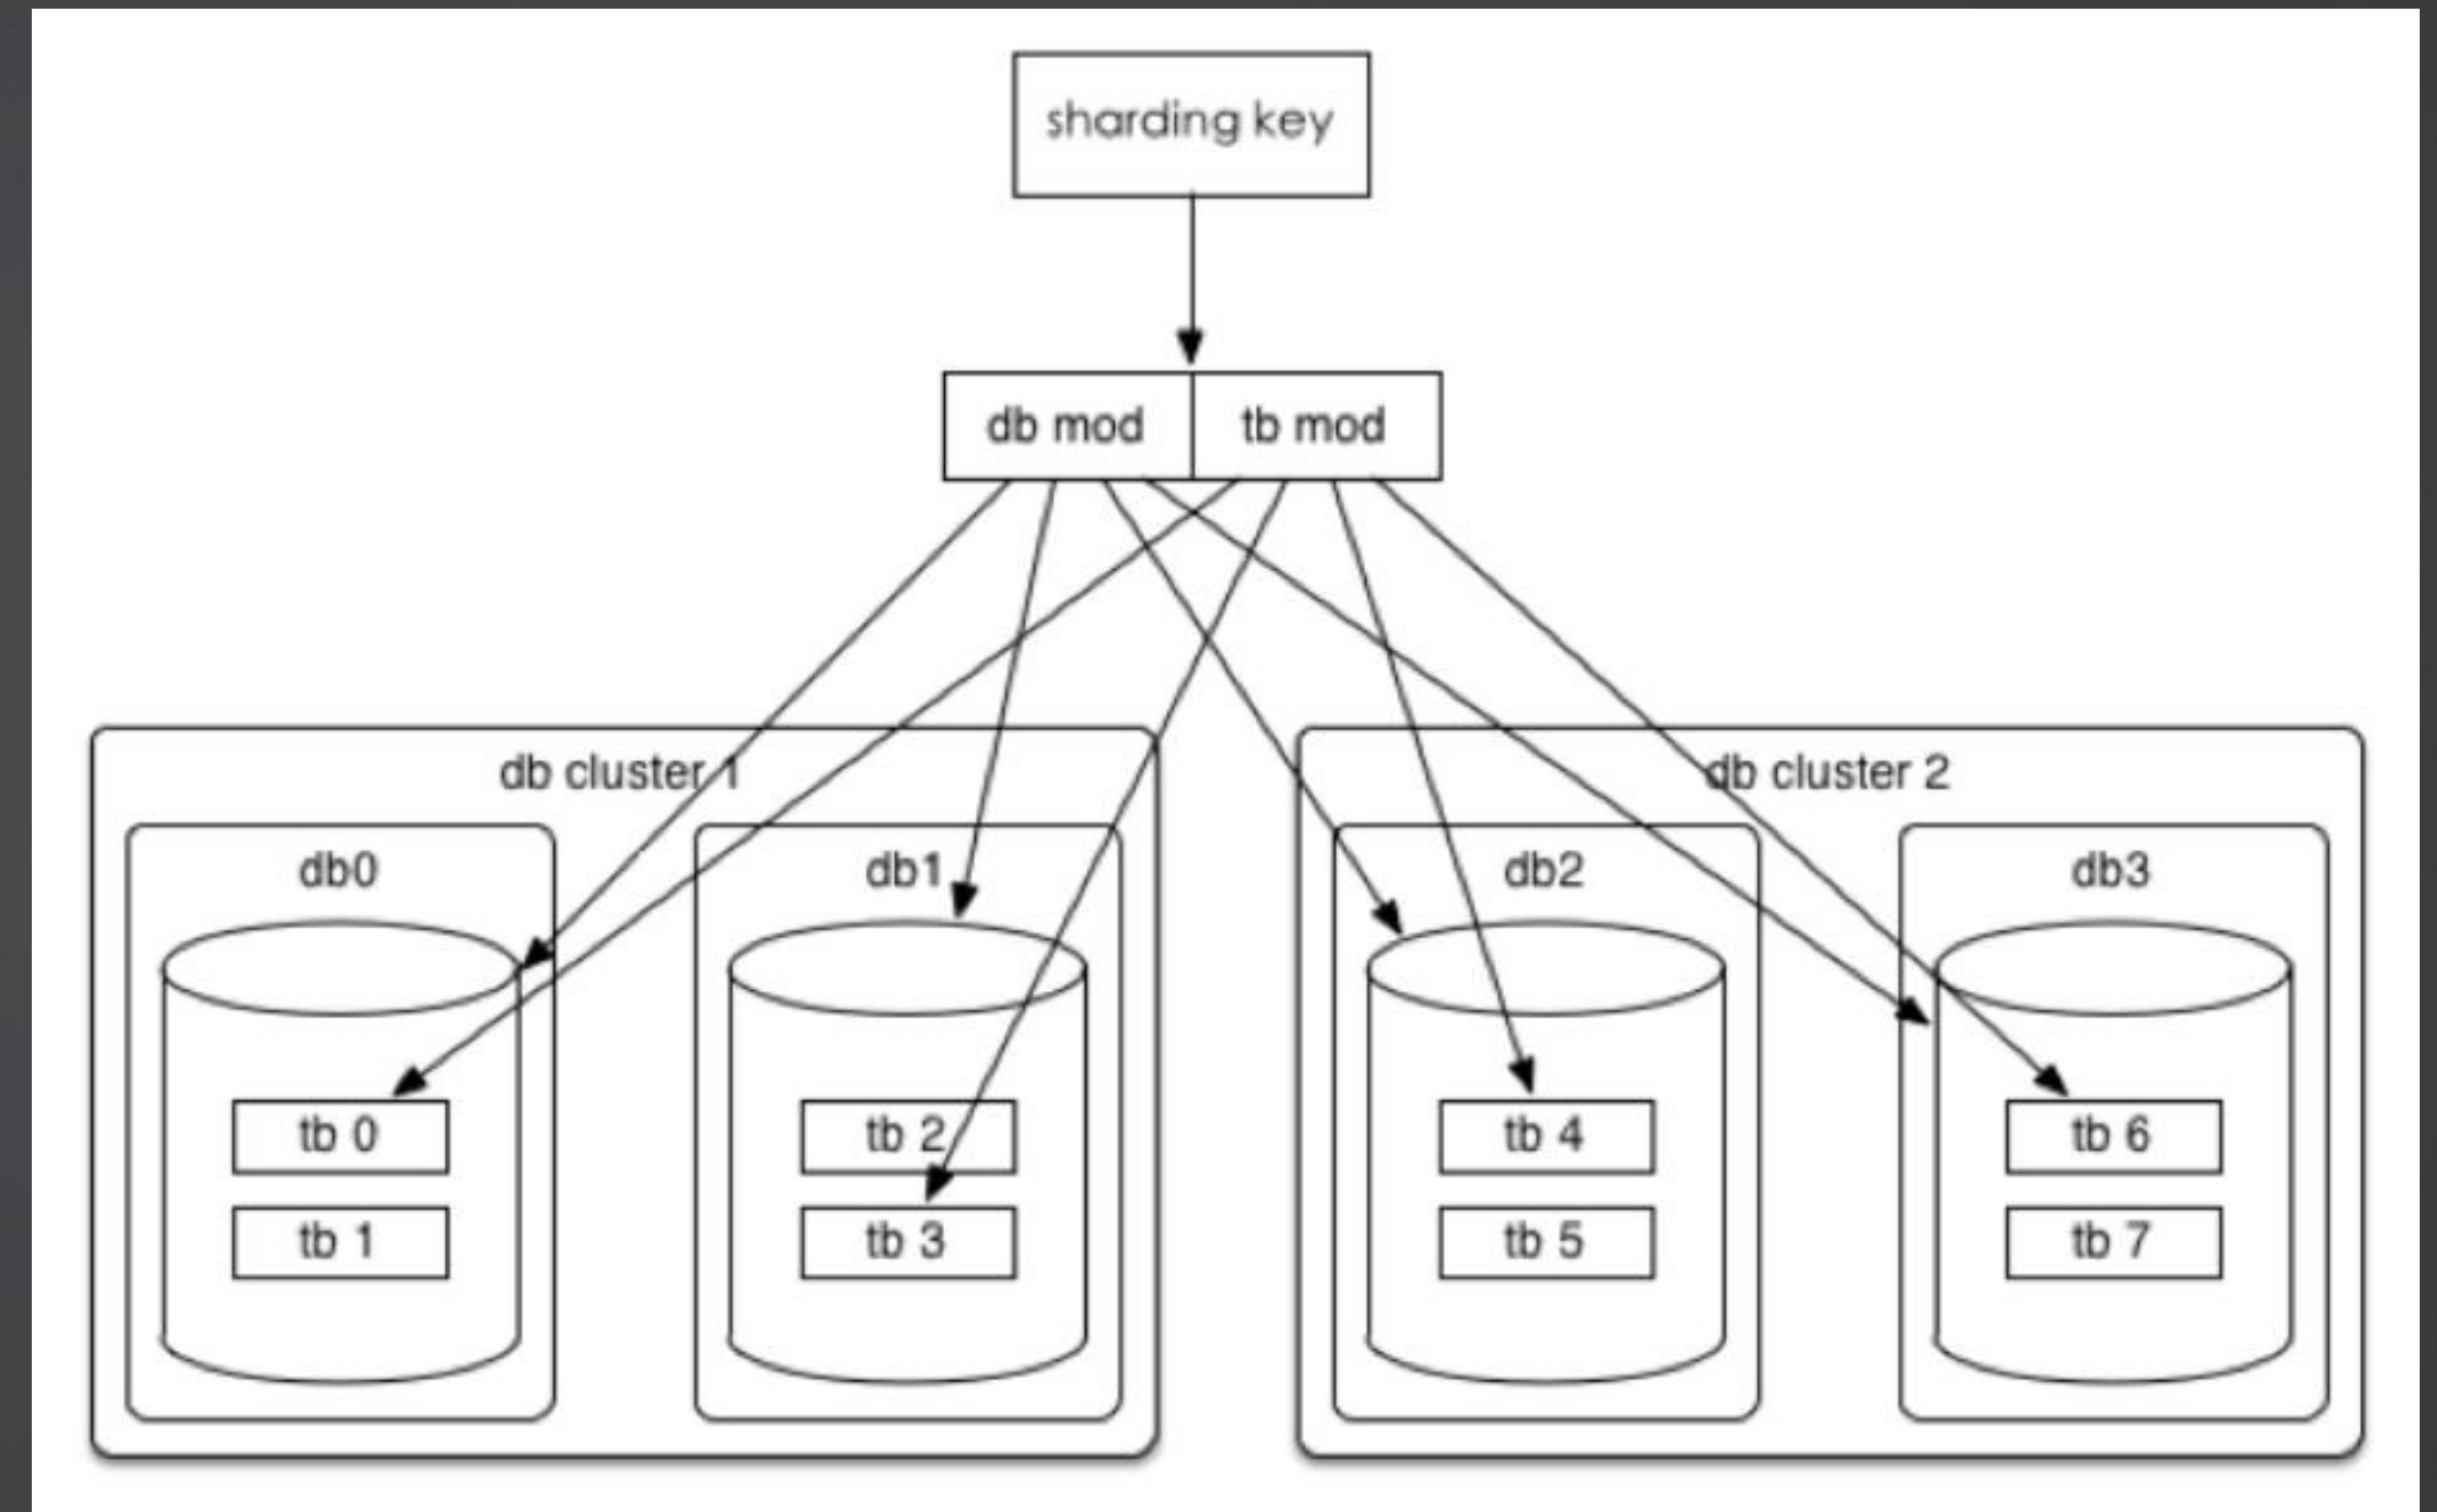 sharding key
db mod
tb mod
db cluster 1
db cluster 2
db0
db1
db2
db3
tb 0
tb 2
tb 4
tb 6
tb 1
tb 3
tb 5
tb 7